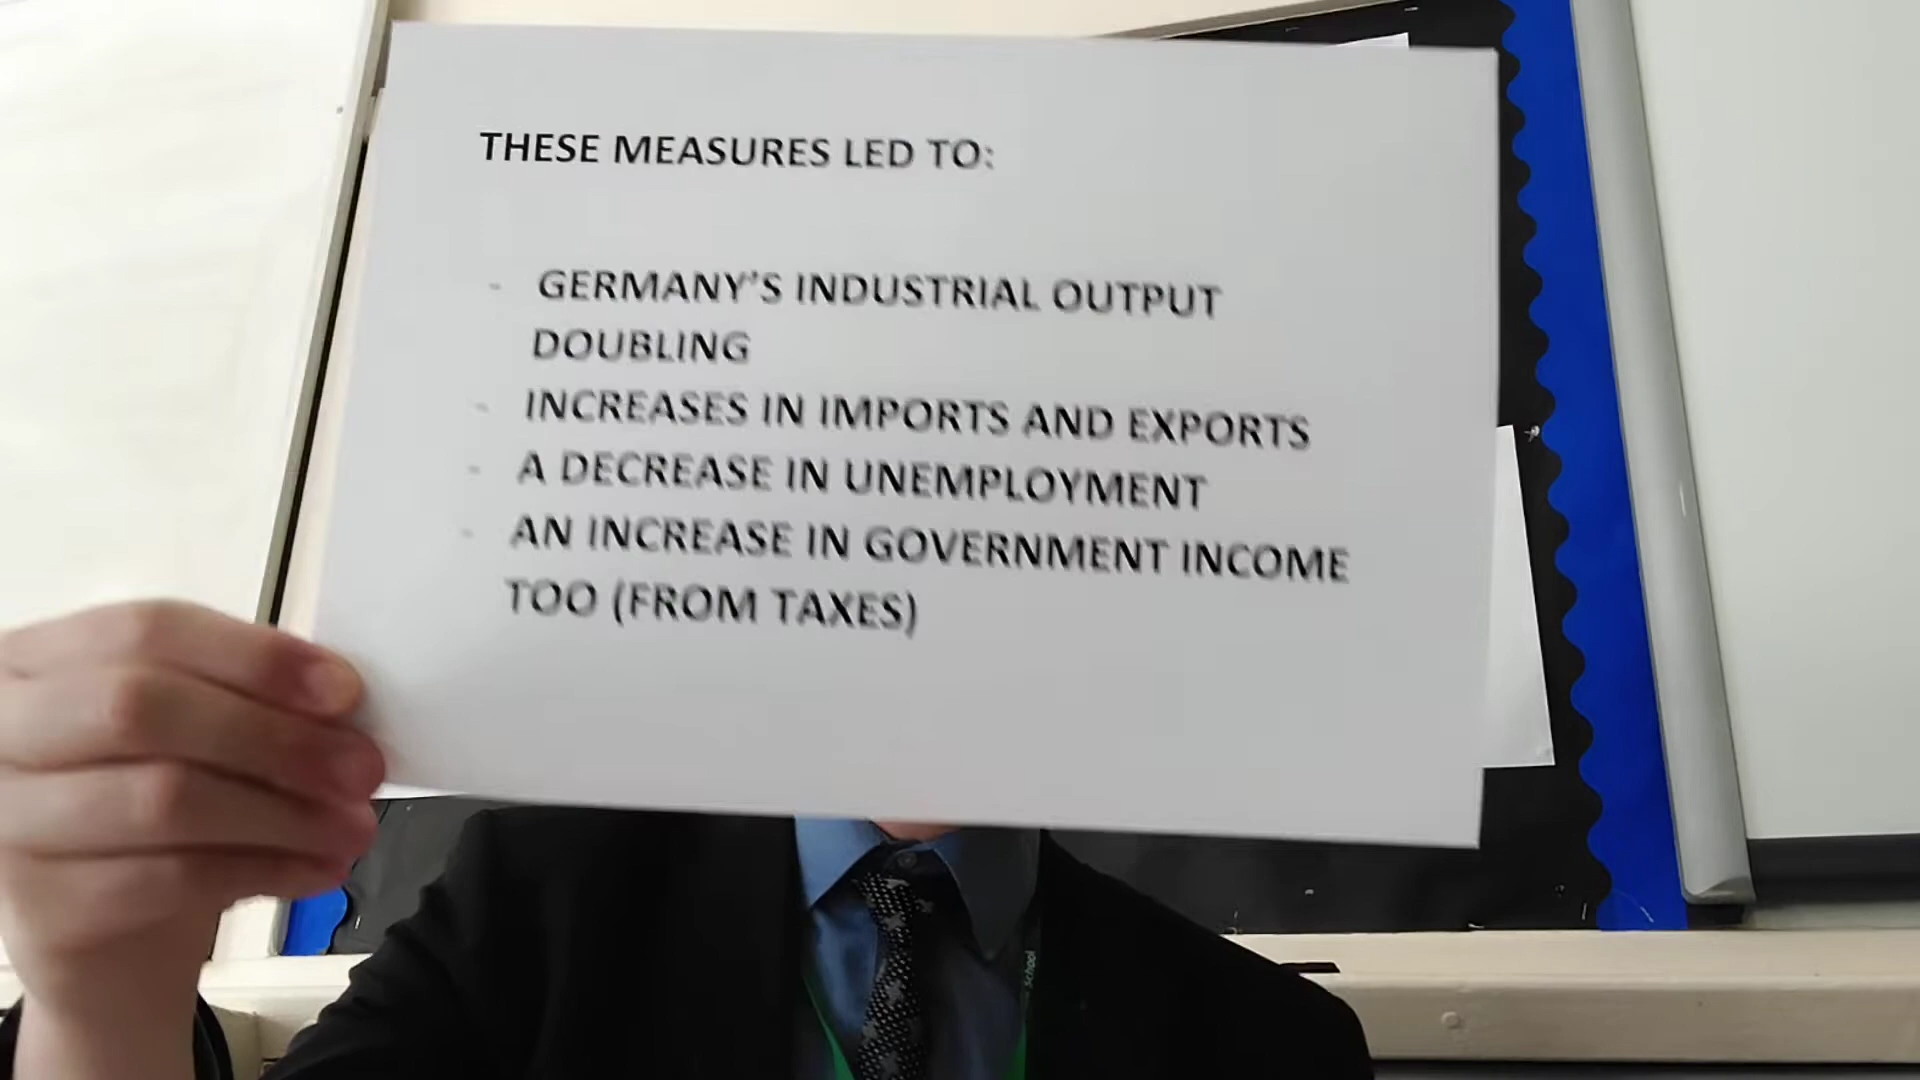 THESE MEASURES LED TO:
- GERMANY'S INDUSTRIAL OUTPUT
DOUBLING
- INCREASES IN IMPORTS AND EXPORTS
- A DECREASE IN UNEMPLOYMENT
- AN INCREASE IN GOVERNMENT INCOME
TOO (FROM TAXES)
School